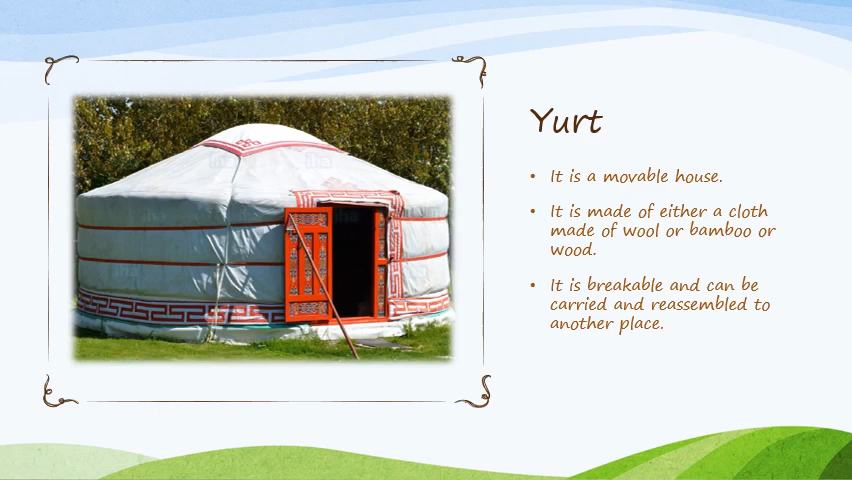 Yurt
• It is a movable house.
• It is made of either a cloth
made of wool or bamboo or
wood.
• It is breakable and can be
carried and reassembled to
another place.